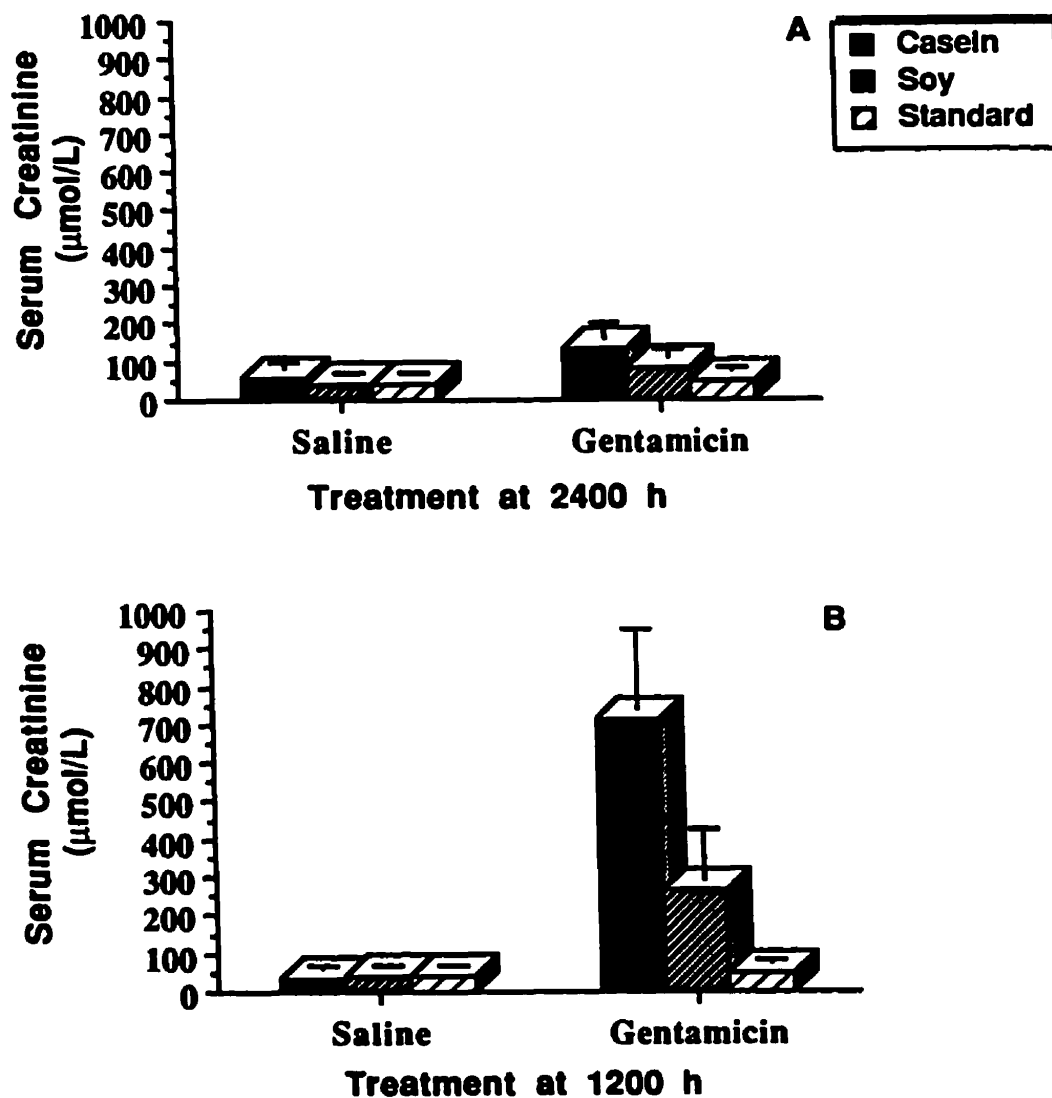 A
Casein
Soy
Standard
Serum Creatinine
(μmol/L)
1000
900
800
700
600
500
400
300
200
100
0
Saline Gentamicin
Treatment at 2400 h
B
Serum Creatinine
(μmol/L)
1000
900
800
700
600
500
400
300
200
100
0
Saline Gentamicin
Treatment at 1200 h